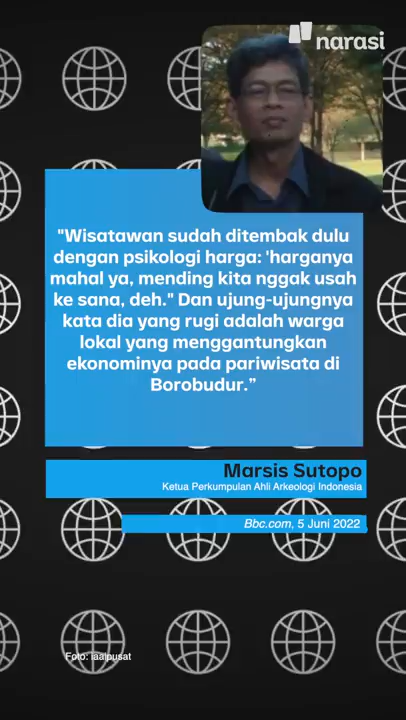 narasi
"Wisatawan sudah ditembak dulu
dengan psikologi harga: 'harganya
mahal ya, mending kita nggak usah
ke sana, deh." Dan ujung-ujungnya
kata dia yang rugi adalah warga
lokal yang menggantungkan
ekonominya pada pariwisata di
Borobudur.”
Marsis Sutopo
Ketua Perkumpulan Ahli Arkeologi Indonesia
Bbc.com, 5 Juni 2022
Foto: iaaipusat